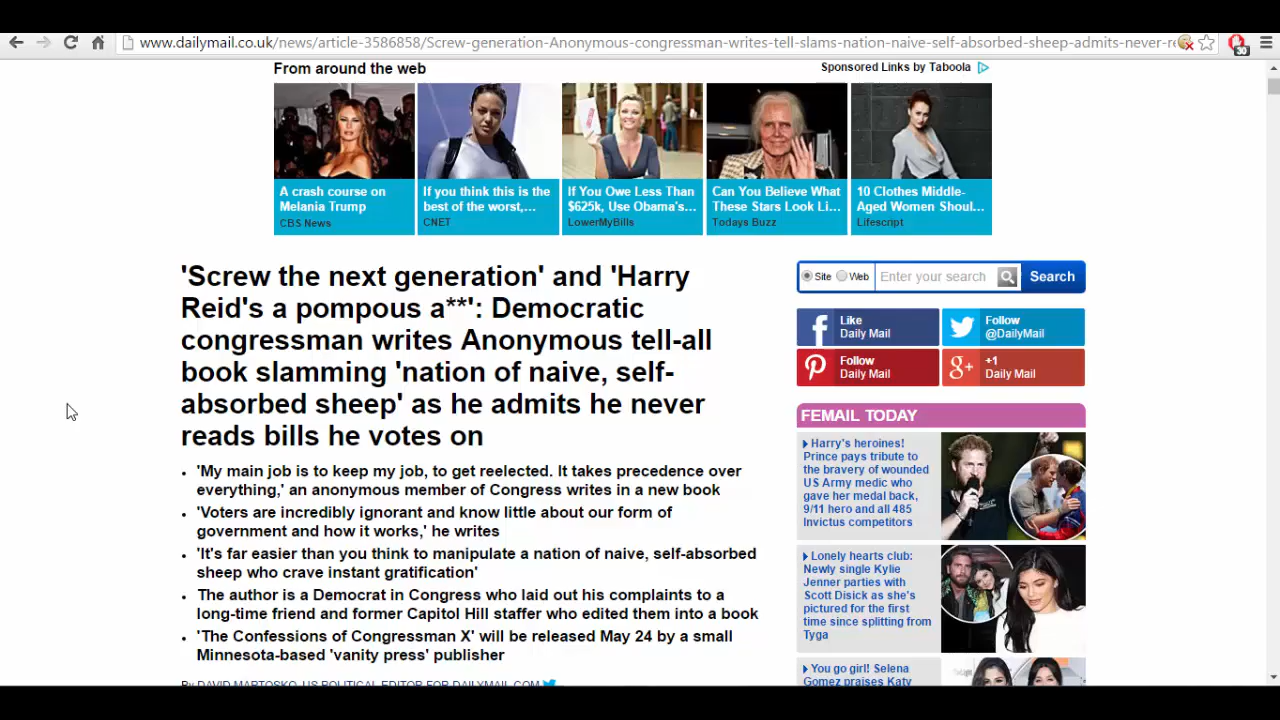 www.dailymail.co.uk/news/article-3586858/Screw-generation-Anonymous-congressman-writes-tell-slams-nation-naive-self-absorbed-sheep-admits-never-re
30
From around the web
Sponsored Links by Taboola
A crash course on
Melania Trump
CBS News
If you think this is the
best of the worst,...
CNET
If You Owe Less Than
$625k, Use Obama's...
LowerMyBills
Can You Believe What
These Stars Look Li...
Todays Buzz
10 Clothes Middle-
Aged Women Shoul...
Lifescript
'Screw the next generation' and 'Harry
Reid's a pompous a**': Democratic
congressman writes Anonymous tell-all
book slamming 'nation of naive, self-
absorbed sheep' as he admits he never
reads bills he votes on
• 'My main job is to keep my job, to get reelected. It takes precedence over
everything,' an anonymous member of Congress writes in a new book
• 'Voters are incredibly ignorant and know little about our form of
government and how it works,' he writes
• 'It's far easier than you think to manipulate a nation of naive, self-absorbed
sheep who crave instant gratification'
• The author is a Democrat in Congress who laid out his complaints to a
long-time friend and former Capitol Hill staffer who edited them into a book
• 'The Confessions of Congressman X' will be released May 24 by a small
Minnesota-based 'vanity press' publisher
By DAVID MARTOSKO, US POLITICAL EDITOR FOR DAILYMAIL.COM
Site Web Enter your search Search
Like
Daily Mail
Follow
@DailyMail
Follow
Daily Mail
+1
Daily Mail
FEMAIL TODAY
Harry's heroines!
Prince pays tribute to
the bravery of wounded
US Army medic who
gave her medal back,
9/11 hero and all 485
Invictus competitors
Lonely hearts club:
Newly single Kylie
Jenner parties with
Scott Disick as she's
pictured for the first
time since splitting from
Tyga
You go girl! Selena
Gomez praises Katy